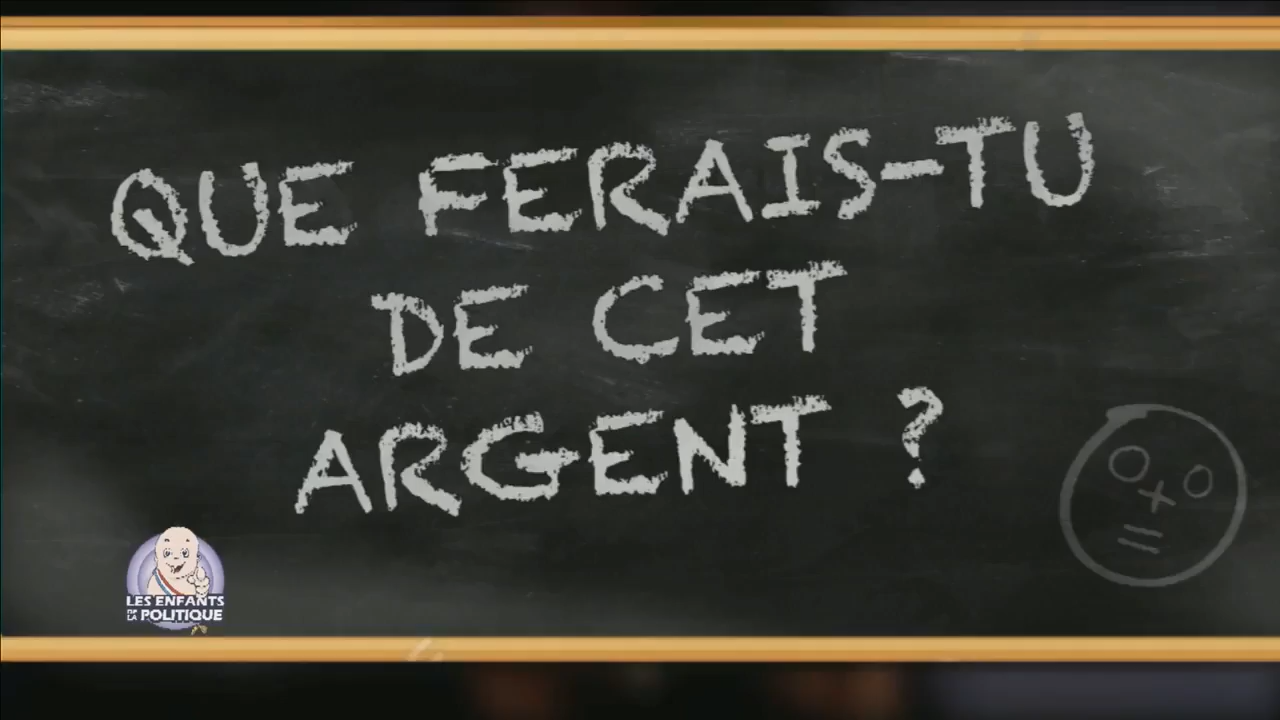 QUE FERAIS-TU
DE CET
ARGENT ?
LES ENFANTS
DE LA POLITIQUE